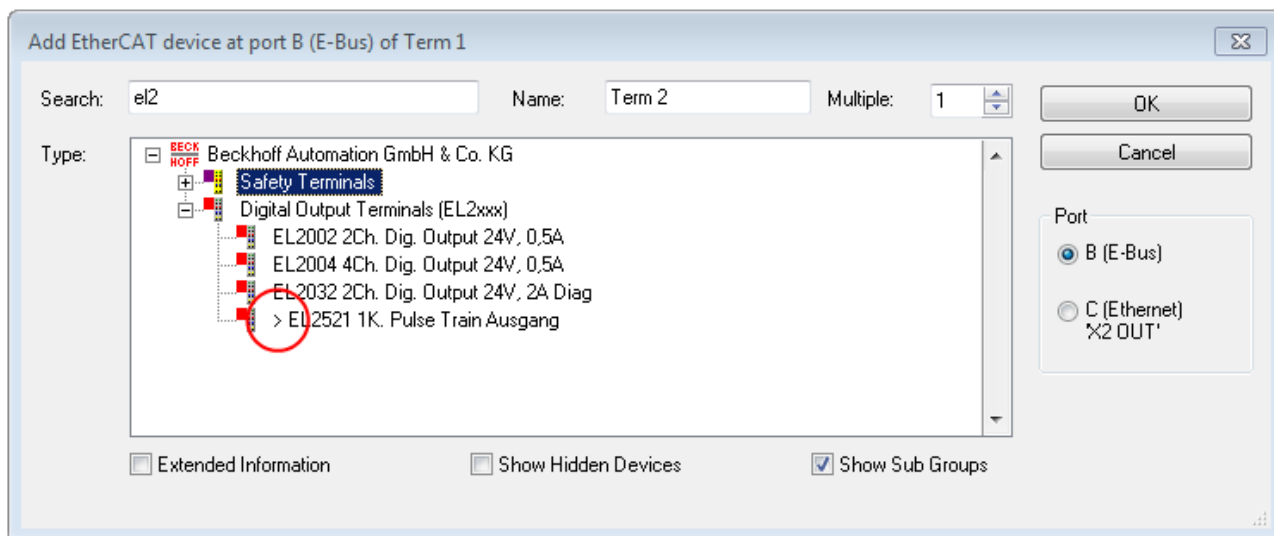 Add EtherCAT device at port B (E-Bus) of Term 1
Search: el2 Name: Term 2 Multiple: 1 OK
Type: BECK HOFF Beckhoff Automation GmbH & Co. KG Cancel
Safety Terminals
Digital Output Terminals (EL2xxx) Port
EL2002 2Ch. Dig. Output 24V, 0,5A
EL2004 4Ch. Dig. Output 24V, 0,5A B (E-Bus)
EL2032 2Ch. Dig. Output 24V, 2A Diag
> EL2521 1K. Pulse Train Ausgang C (Ethernet)
'X2 OUT'
Extended Information Show Hidden Devices Show Sub Groups